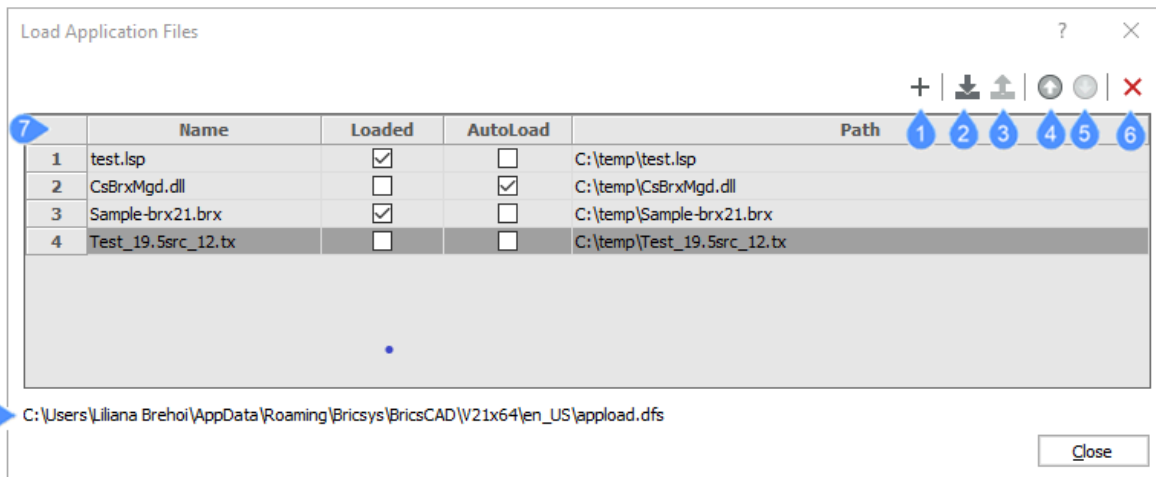 Load Application Files ?
7 Name Loaded AutoLoad Path 1 2 3 4 5 6
1 test.lsp C:\temp\test.lsp
2 CsBrxMgd.dll C:\temp\CsBrxMgd.dll
3 Sample-brx21.brx C:\temp\Sample-brx21.brx
4 Test_19.5src_12.tx C:\temp\Test_19.5src_12.tx
C:\Users\Liliana Brehoi\AppData\Roaming\Bricsys\BricsCAD\V21x64\en_US\appload.dfs
Close